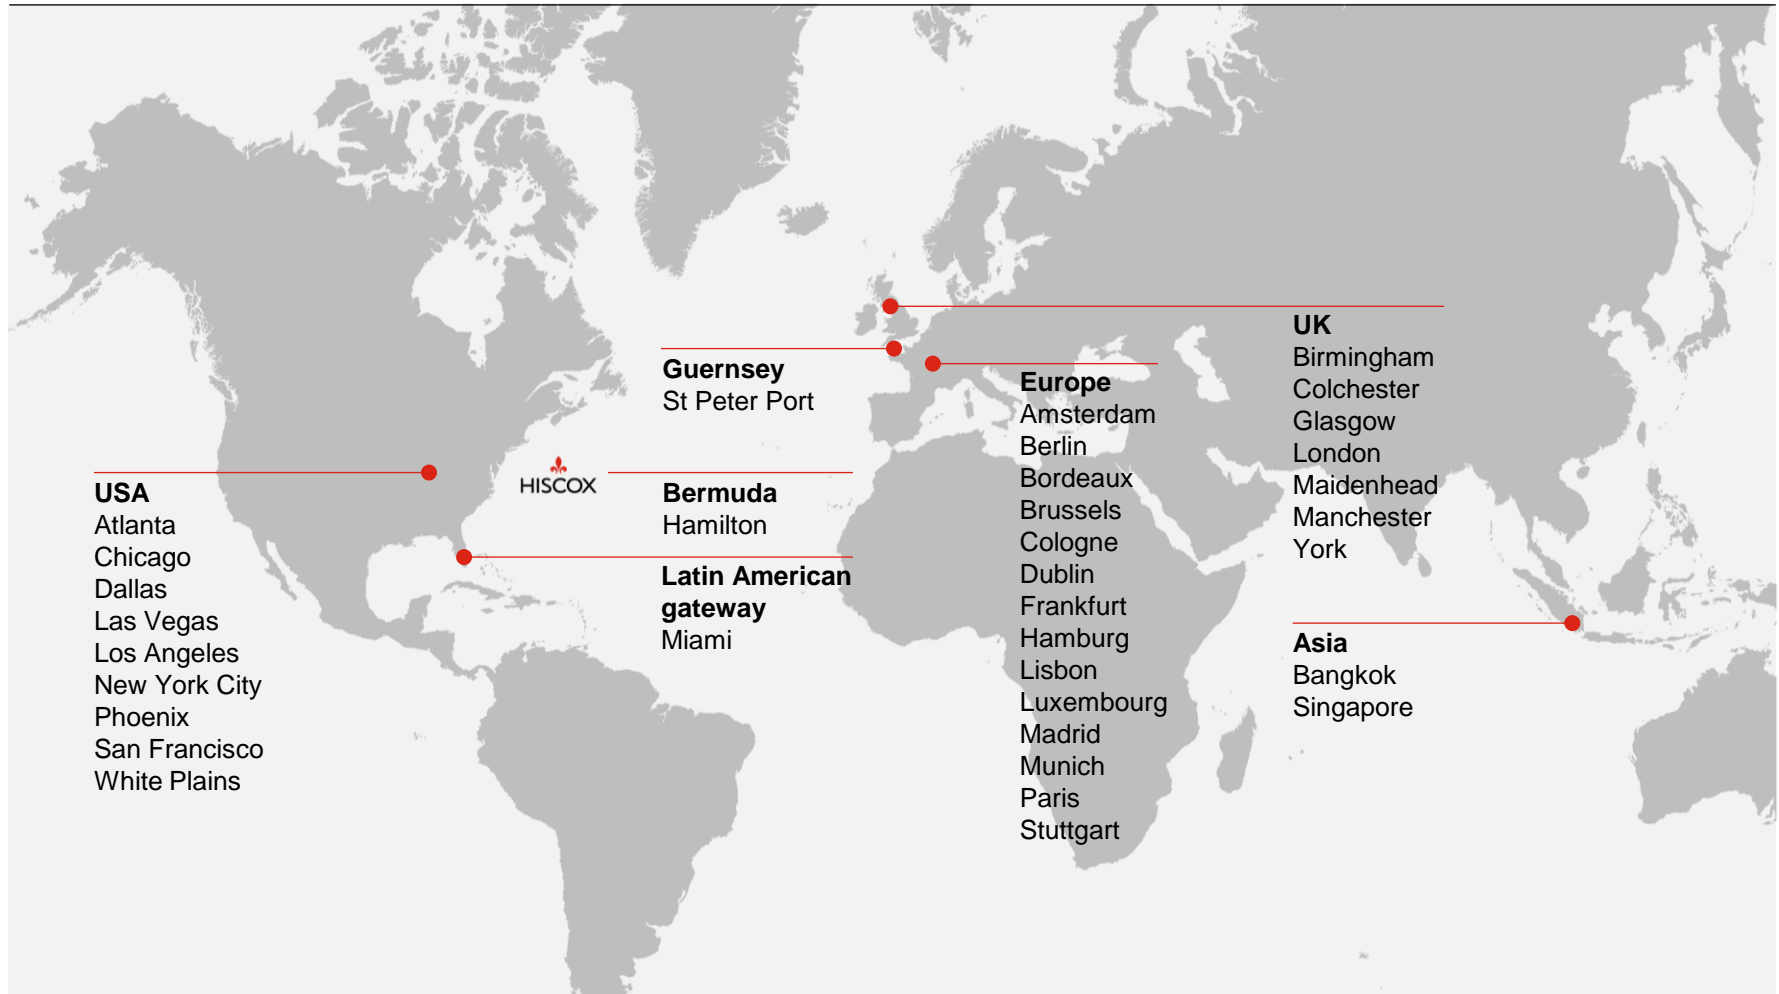 USA
Atlanta
Chicago
Dallas
Las Vegas
Los Angeles
New York City
Phoenix
San Francisco
White Plains
HISCOX
Guernsey
St Peter Port
Bermuda
Hamilton
Latin American
gateway
Miami
Europe
Amsterdam
Berlin
Bordeaux
Brussels
Cologne
Dublin
Frankfurt
Hamburg
Lisbon
Luxembourg
Madrid
Munich
Paris
Stuttgart
UK
Birmingham
Colchester
Glasgow
London
Maidenhead
Manchester
York
Asia
Bangkok
Singapore